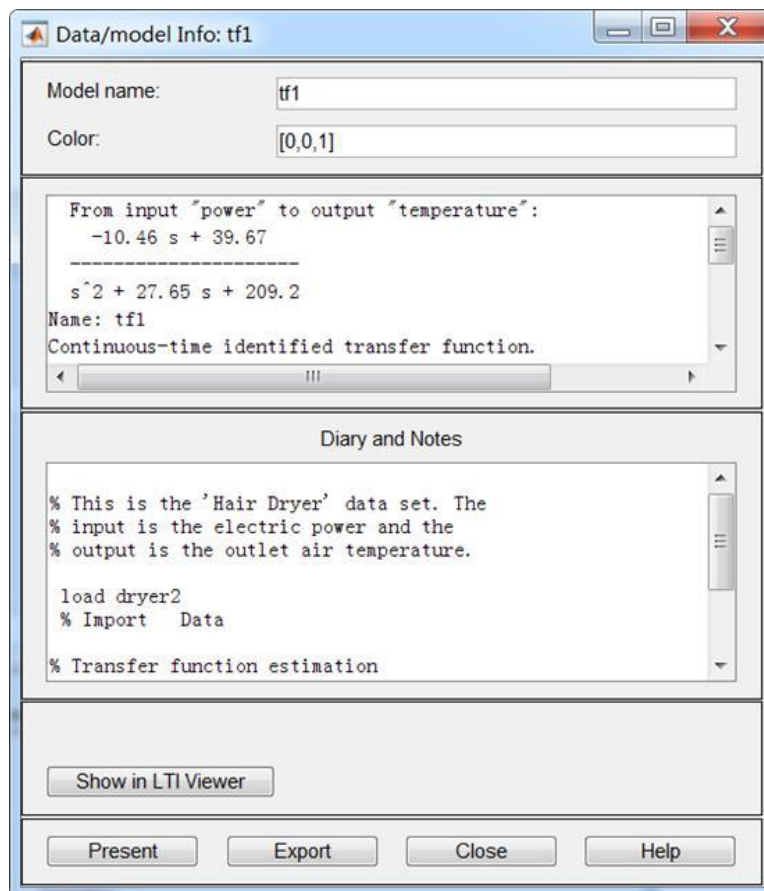 Data/model Info: tf1
Model name:
tf1
Color:
[0,0,1]
From input "power" to output "temperature":
-10.46 s + 39.67
---------------------
s^2 + 27.65 s + 209.2
Name: tf1
Continuous-time identified transfer function.
Diary and Notes
% This is the 'Hair Dryer' data set. The
% input is the electric power and the
% output is the outlet air temperature.
load dryer2
% Import   Data
% Transfer function estimation
Show in LTI Viewer
Present
Export
Close
Help